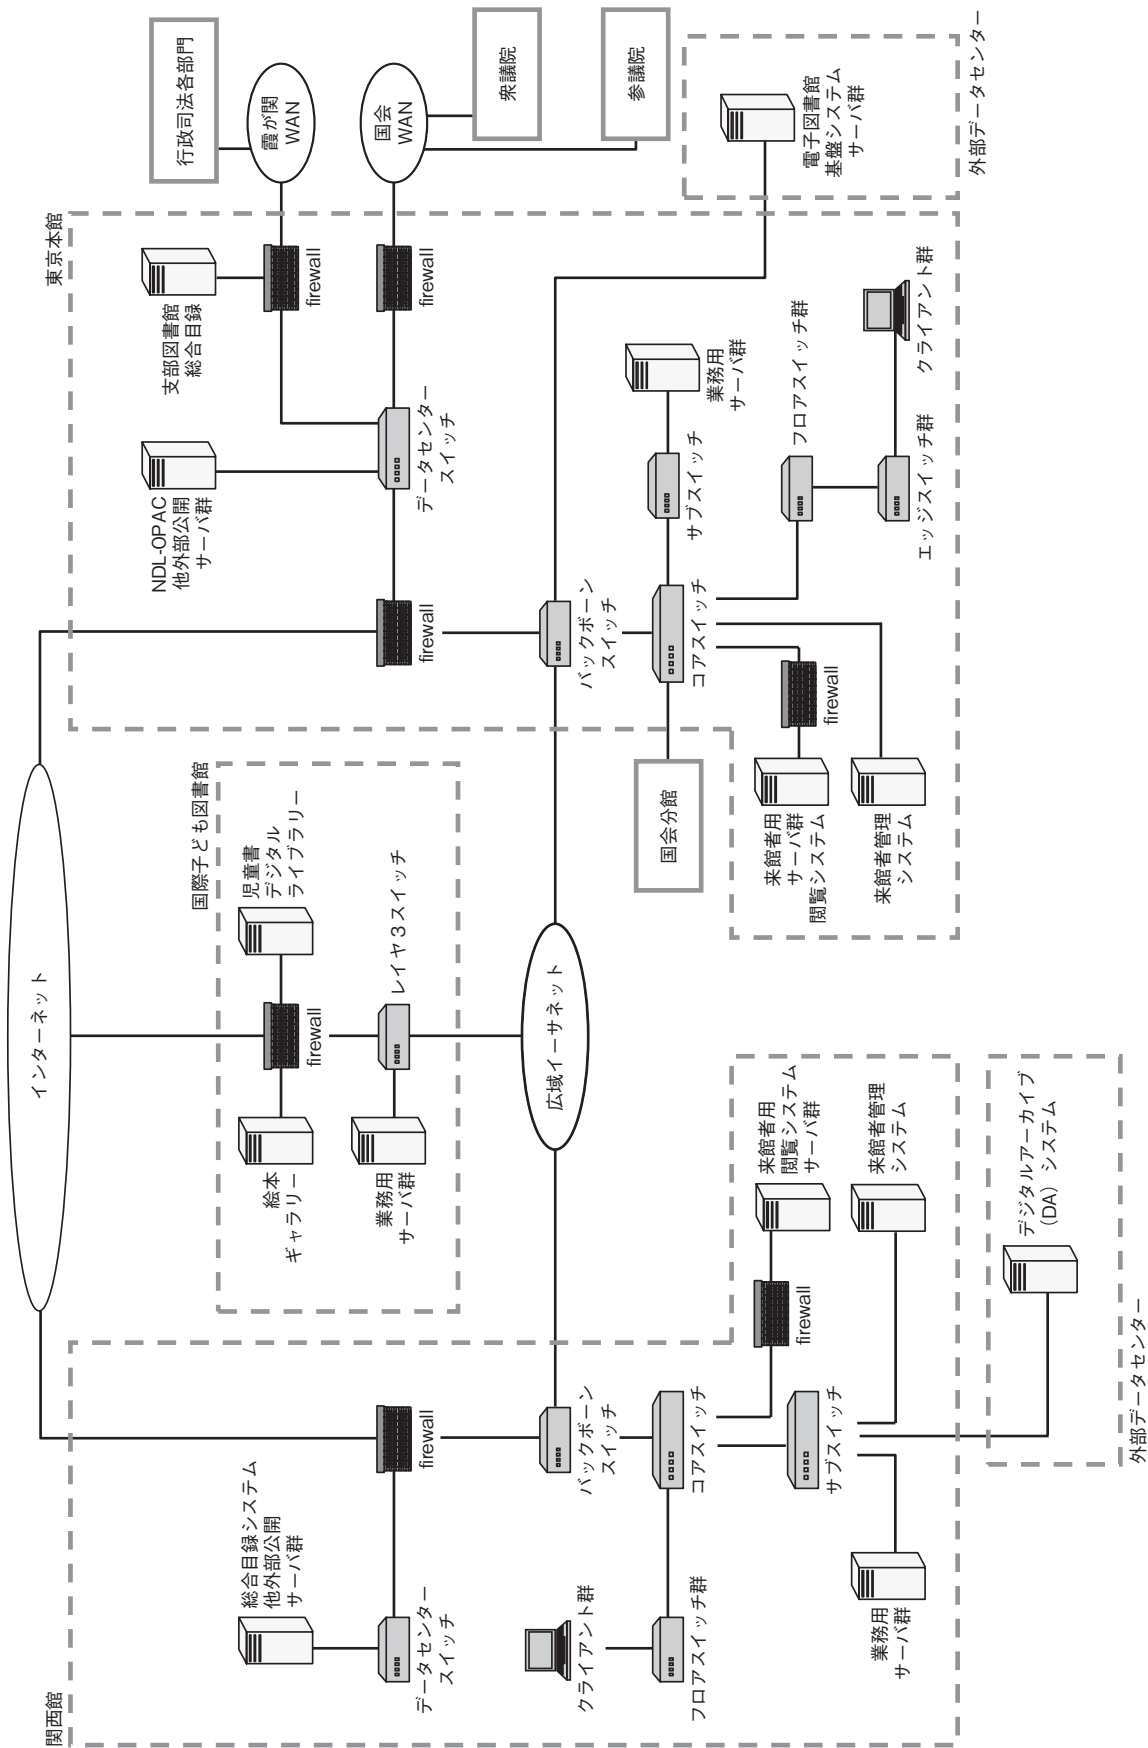 インターネット
関西館
総合目録システム
他外部公開
サーバ群
データセンター
スイッチ
firewall
クライアント群
フロアスイッチ群
バックボーン
スイッチ
コアスイッチ
サブスイッチ
業務用
サーバ群
firewall
来館者用
閲覧システム
サーバ群
来館者管理
システム
デジタルアーカイブ
(DA)システム
外部データセンター
国際子ども図書館
絵本
ギャラリー
firewall
児童書
デジタル
ライブラリー
業務用
サーバ群
レイヤ3スイッチ
広域イーサネット
東京本館
NDL-OPAC
他外部公開
サーバ群
支部図書館
総合目録
firewall
firewall
firewall
データセンター
スイッチ
バックボーン
スイッチ
コアスイッチ
サブスイッチ
業務用
サーバ群
フロアスイッチ群
エッジスイッチ群
クライアント群
国会分館
来館者用
サーバ群
閲覧システム
firewall
来館者管理
システム
行政司法各部門
霞が関
WAN
国会
WAN
衆議院
参議院
電子図書館
基盤システム
サーバ群
外部データセンター